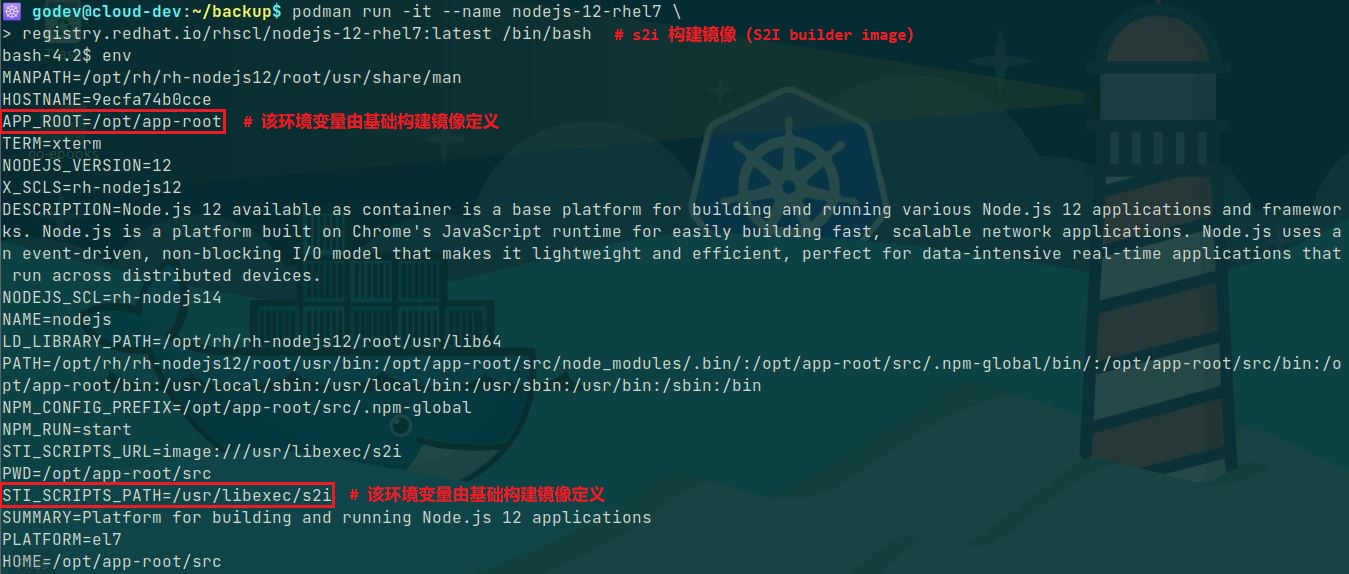 godev@cloud-dev:~/backup$ podman run -it --name nodejs-12-rhel7 \
> registry.redhat.io/rhscl/nodejs-12-rhel7:latest /bin/bash # s2i 构建镜像（S2I builder image）
bash-4.2$ env
MANPATH=/opt/rh/rh-nodejs12/root/usr/share/man
HOSTNAME=9ecfa74b0cce
APP_ROOT=/opt/app-root # 该环境变量由基础构建镜像定义
TERM=xterm
NODEJS_VERSION=12
X_SCLS=rh-nodejs12
DESCRIPTION=Node.js 12 available as container is a base platform for building and running various Node.js 12 applications and framewor
ks. Node.js is a platform built on Chrome's JavaScript runtime for easily building fast, scalable network applications. Node.js uses a
n event-driven, non-blocking I/O model that makes it lightweight and efficient, perfect for data-intensive real-time applications that
 run across distributed devices.
NODEJS_SCL=rh-nodejs14
NAME=nodejs
LD_LIBRARY_PATH=/opt/rh/rh-nodejs12/root/usr/lib64
PATH=/opt/rh/rh-nodejs12/root/usr/bin:/opt/app-root/src/node_modules/.bin/:/opt/app-root/src/.npm-global/bin/:/opt/app-root/src/bin:/o
pt/app-root/bin:/usr/local/sbin:/usr/local/bin:/usr/sbin:/usr/bin:/sbin:/bin
NPM_CONFIG_PREFIX=/opt/app-root/src/.npm-global
NPM_RUN=start
STI_SCRIPTS_URL=image:///usr/libexec/s2i
PWD=/opt/app-root/src
STI_SCRIPTS_PATH=/usr/libexec/s2i # 该环境变量由基础构建镜像定义
SUMMARY=Platform for building and running Node.js 12 applications
PLATFORM=el7
HOME=/opt/app-root/src